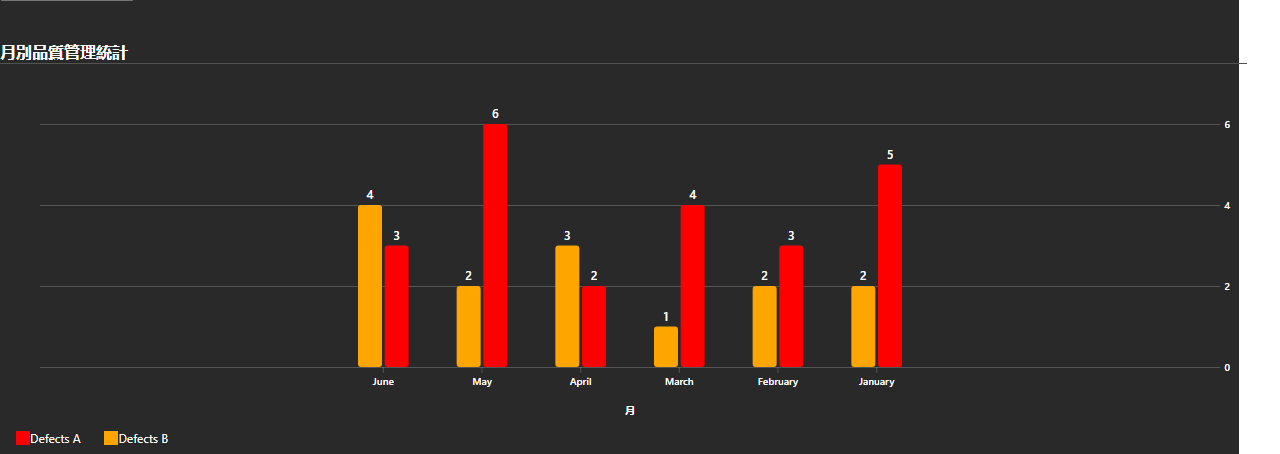 月別品質管理統計
6
5
6
4
4
4
3
3
3
2
2
2
2
2
1
0
June
May
April
March
February
January
月
Defects A
Defects B